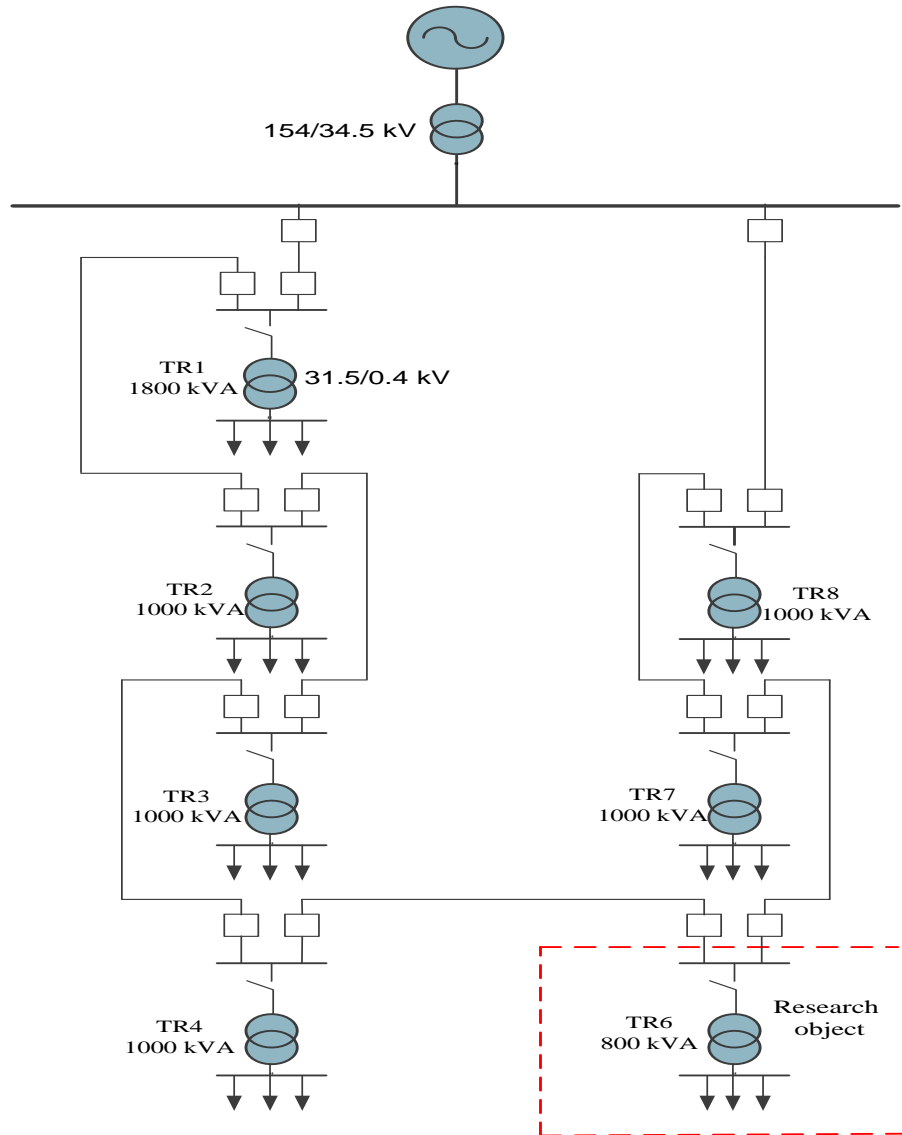 154/34.5 kV
TR1
1800 kVA
31.5/0.4 kV
TR2
1000 kVA
TR8
1000 kVA
TR3
1000 kVA
TR7
1000 kVA
TR4
1000 kVA
TR6
800 kVA
Research
object